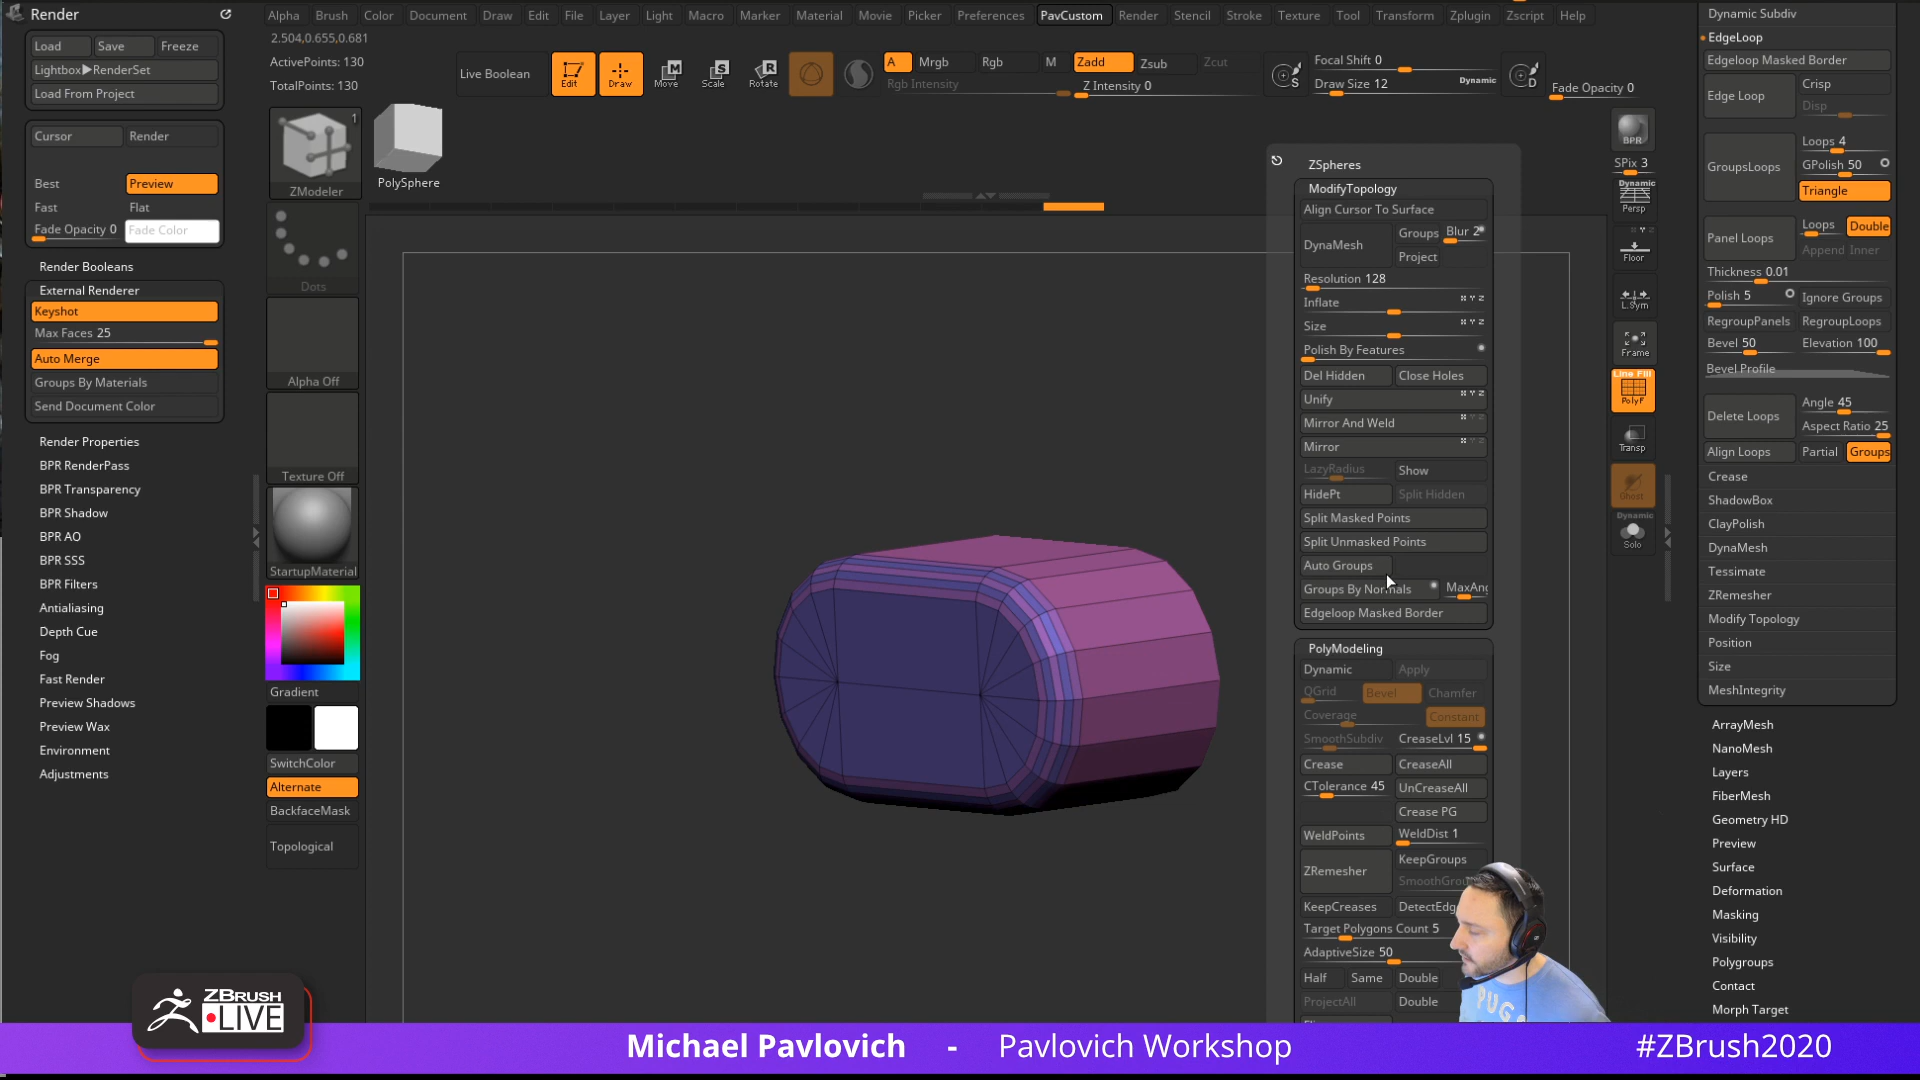 Render
Alpha Brush Color Document Draw Edit File Layer Light Macro Marker Material Movie Picker Preferences PavCustom Render Stencil Stroke Texture Tool Transform Zplugin Zscript Help
Load Save Freeze
Lightbox▶RenderSet
Load From Project
Cursor Render
Best Preview
Fast Flat
Fade Opacity 0 Fade Color
Render Booleans
External Renderer
Keyshot
Max Faces 25
Auto Merge
Groups By Materials
Send Document Color
Render Properties
BPR RenderPass
BPR Transparency
BPR Shadow
BPR AO
BPR SSS
BPR Filters
Antialiasing
Depth Cue
Fog
Fast Render
Preview Shadows
Preview Wax
Environment
Adjustments
2.504,0.655,0.681
ActivePoints: 130
TotalPoints: 130
Live Boolean
Edit Draw Move Scale Rotate
A Mrgb Rgb M Zadd Zsub Zcut
Rgb Intensity Z Intensity 0
Focal Shift 0
Draw Size 12 Dynamic
Fade Opacity 0
1
ZModeler
PolySphere
Dots
Alpha Off
Texture Off
StartupMaterial
Gradient
SwitchColor
Alternate
BackfaceMask
Topological
ZSpheres
ModifyTopology
Align Cursor To Surface
DynaMesh Groups Blur 2
Project
Resolution 128
Inflate
Size
Polish By Features
Del Hidden Close Holes
Unify
Mirror And Weld
Mirror
LazyRadius Show
HidePt Split Hidden
Split Masked Points
Split Unmasked Points
Auto Groups
Groups By Normals MaxAng
Edgeloop Masked Border
PolyModeling
Dynamic Apply
QGrid Bevel Chamfer
Coverage Constant
SmoothSubdiv CreaseLvl 15
Crease CreaseAll
CTolerance 45 UnCreaseAll
Crease PG
WeldPoints WeldDist 1
ZRemesher KeepGroups
SmoothGrou
KeepCreases DetectEdg
Target Polygons Count 5
AdaptiveSize 50
Half Same Double
ProjectAll Double
BPR
SPix 3
Dynamic
Persp
Floor
L.Sym
Frame
Line Fill
PolyF
Transp
Ghost
Dynamic
Solo
Dynamic Subdiv
EdgeLoop
Edgeloop Masked Border
Edge Loop Crisp
Disp
GroupsLoops Loops 4
GPolish 50
Triangle
Panel Loops Loops Double
Append Inner
Thickness 0.01
Polish 5 Ignore Groups
RegroupPanels RegroupLoops
Bevel 50 Elevation 100
Bevel Profile
Delete Loops Angle 45
Aspect Ratio 25
Align Loops Partial Groups
Crease
ShadowBox
ClayPolish
DynaMesh
Tessimate
ZRemesher
Modify Topology
Position
Size
MeshIntegrity
ArrayMesh
NanoMesh
Layers
FiberMesh
Geometry HD
Preview
Surface
Deformation
Masking
Visibility
Polygroups
Contact
Morph Target
PUG
ZBRUSH
LIVE
Michael Pavlovich - Pavlovich Workshop
#ZBrush2020